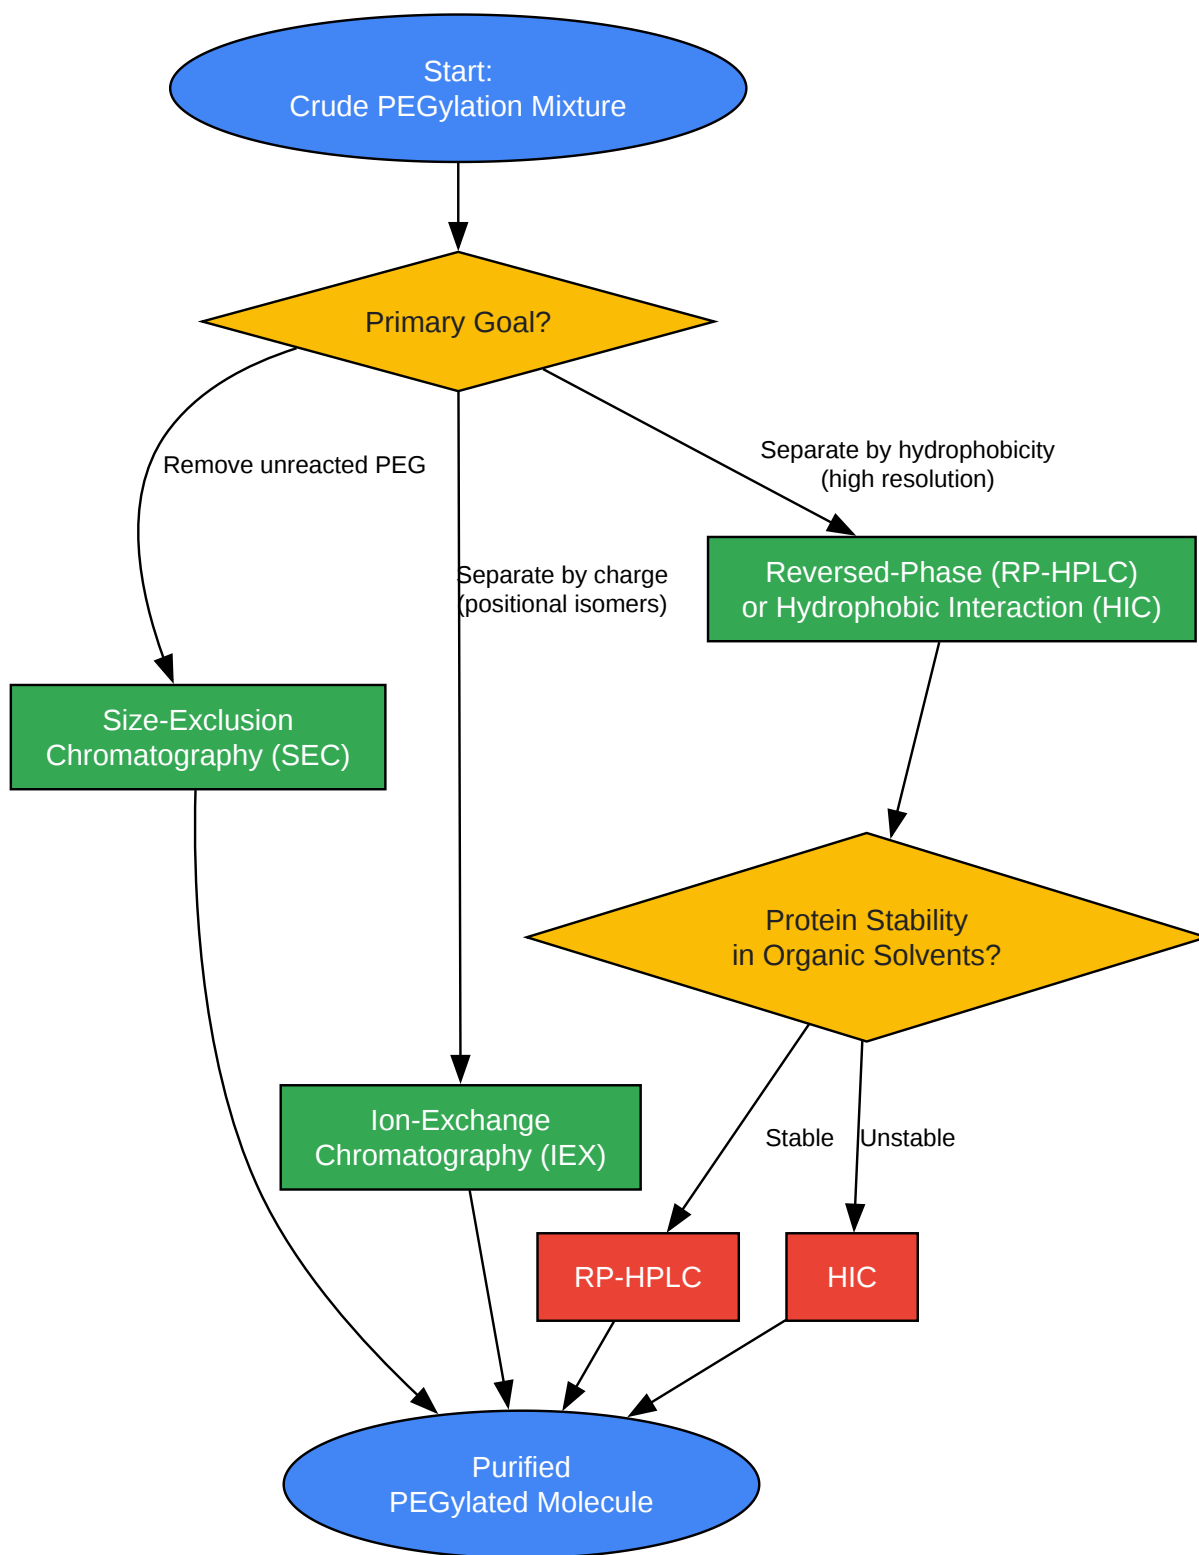 Start:
Crude PEGylation Mixture
Primary Goal?
Remove unreacted PEG
Separate by hydrophobicity
(high resolution)
Separate by charge
(positional isomers)
Reversed-Phase (RP-HPLC)
or Hydrophobic Interaction (HIC)
Size-Exclusion
Chromatography (SEC)
Protein Stability
in Organic Solvents?
Ion-Exchange
Chromatography (IEX)
Stable
Unstable
RP-HPLC
HIC
Purified
PEGylated Molecule